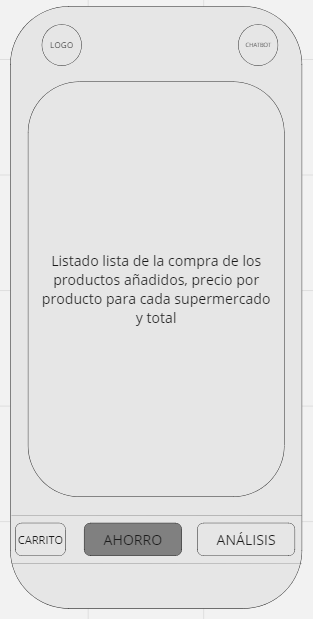 LOGO
CHATBOT
Listado lista de la compra de los
productos añadidos, precio por
producto para cada supermercado
y total
CARRITO
AHORRO
ANÁLISIS